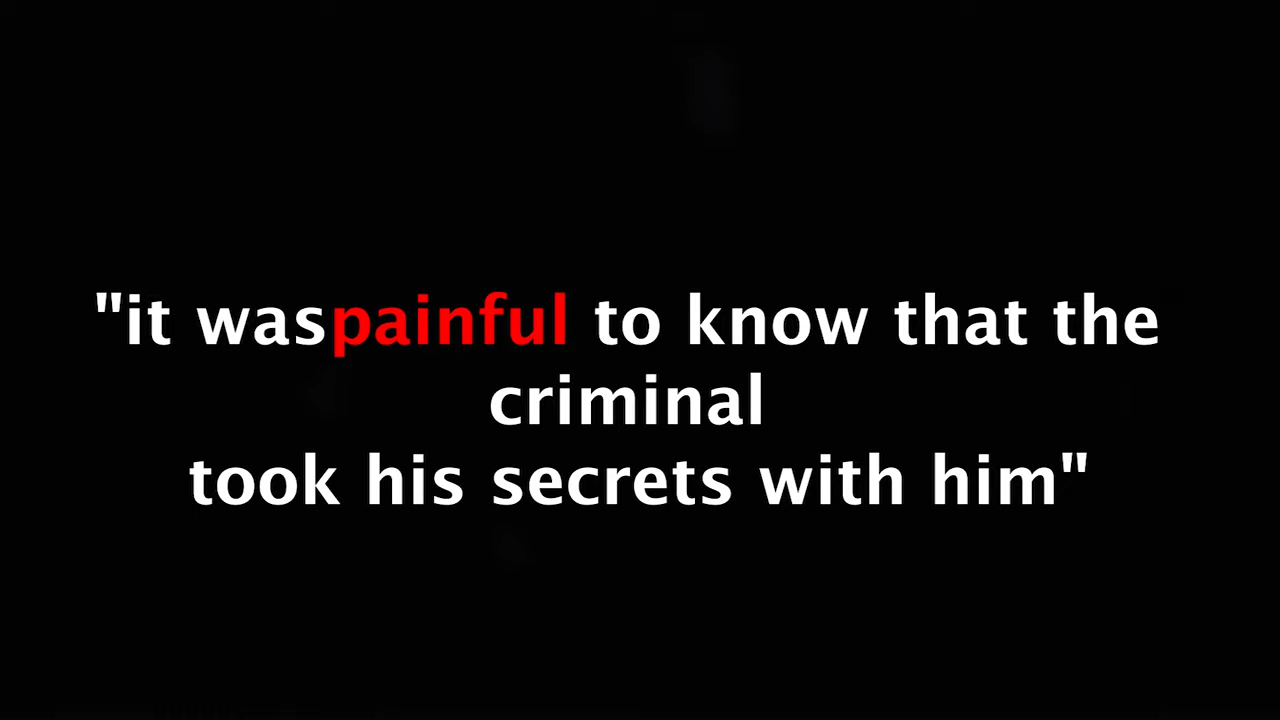 "it waspainful to know that the
criminal
took his secrets with him"